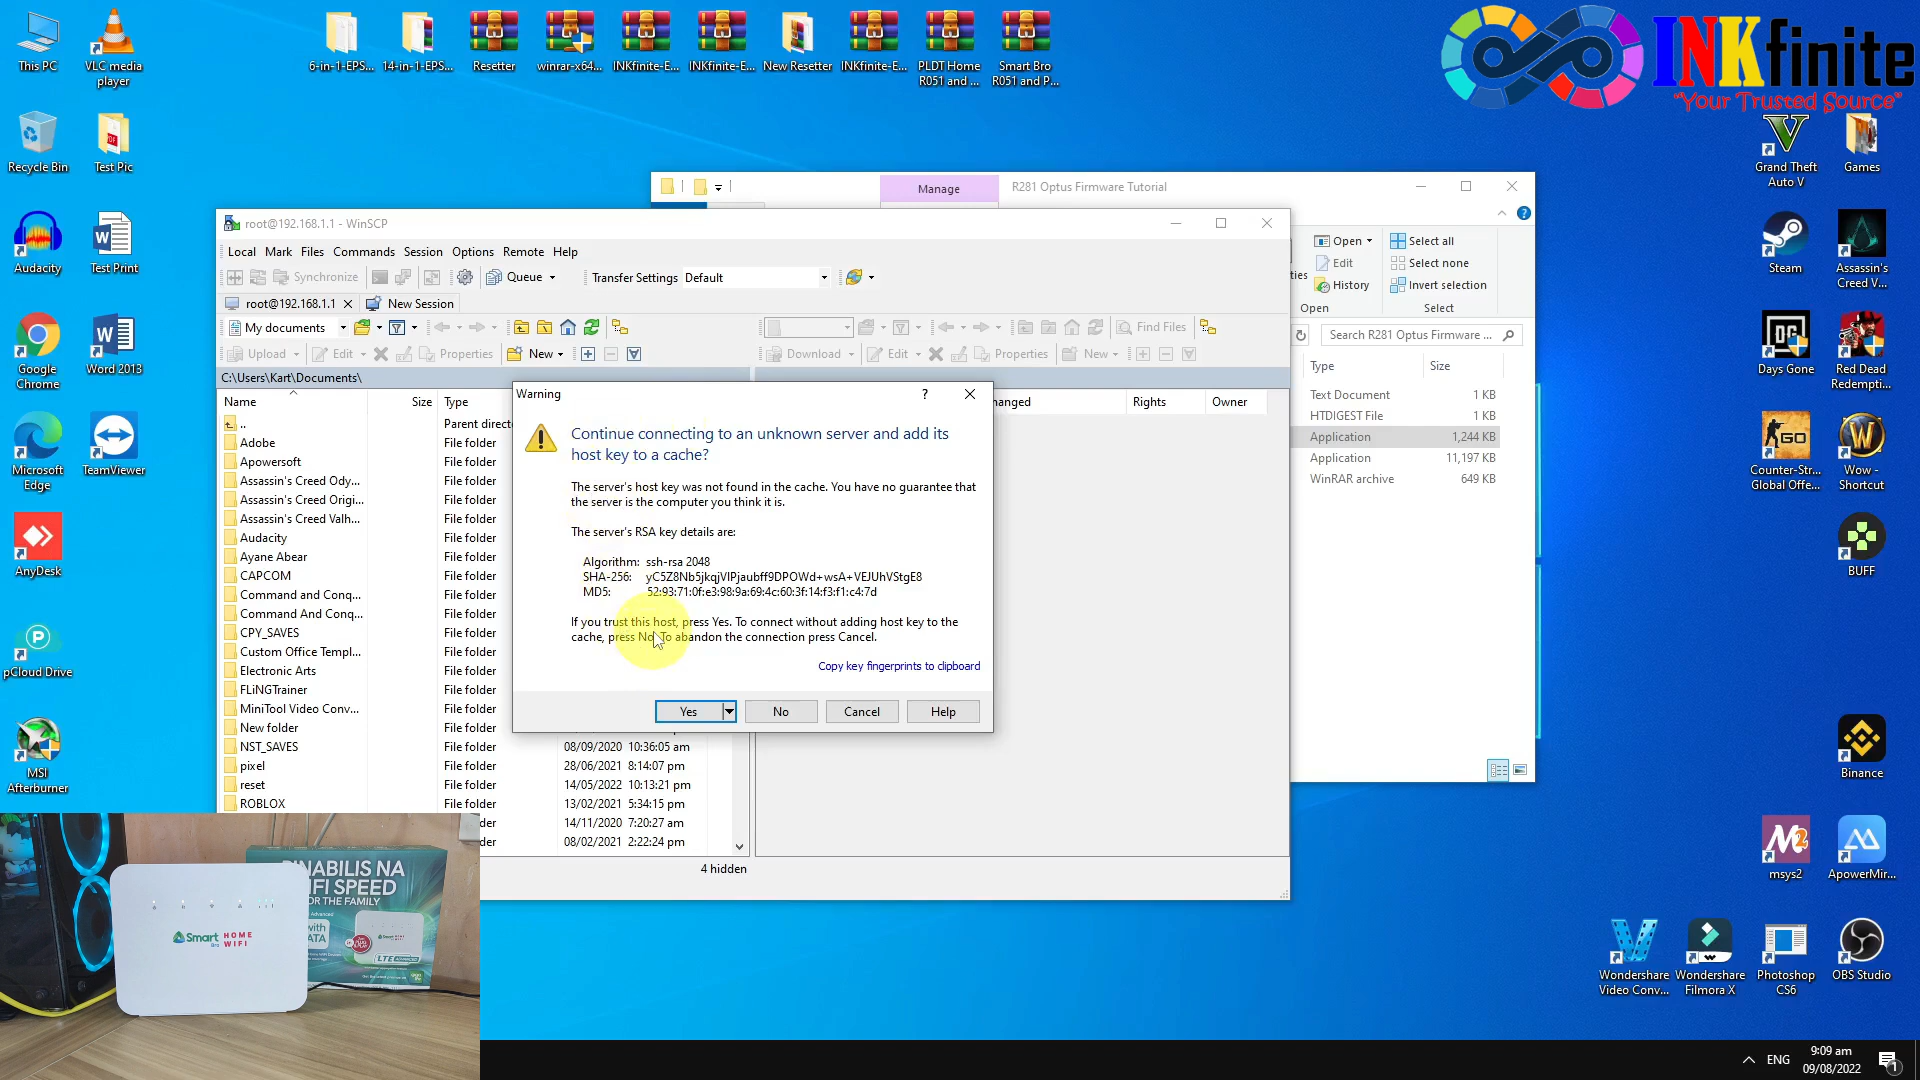 This PC
VLC media
player
6-in-1-EPS...
14-in-1-EPS...
Resetter
winrar-x64...
INKfinite-E...
INKfinite-E...
New Resetter
INKfinite-E...
PLDT Home
R051 and ...
Smart Bro
R051 and P...
INKfinite
"Your Trusted Source"
Recycle Bin
Test Pic
Grand Theft
Auto V
Games
Audacity
Test Print
Steam
Assassin's
Creed V...
Google
Chrome
Word 2013
Days Gone
Red Dead
Redempti...
Microsoft
Edge
TeamViewer
Counter-Str...
Global Offe...
Wow -
Shortcut
AnyDesk
BUFF
pCloud Drive
MSI
Afterburner
Binance
msys2
ApowerMir...
Wondershare
Video Conv...
Wondershare
Filmora X
Photoshop
CS6
OBS Studio
Manage
R281 Optus Firmware Tutorial
Open
Select all
Edit
Select none
ties
History
Invert selection
Open
Select
Search R281 Optus Firmware ...
Type
Size
Text Document
1 KB
HTDIGEST File
1 KB
Application
1,244 KB
Application
11,197 KB
WinRAR archive
649 KB
root@192.168.1.1 - WinSCP
Local Mark Files Commands Session Options Remote Help
Synchronize
Queue
Transfer Settings Default
root@192.168.1.1
New Session
My documents
Find Files
Upload
Edit
Properties
New
Download
Edit
Properties
New
C:\Users\Kart\Documents\
Name
Size
Type
anged
Rights
Owner
..
Parent direct
Adobe
File folder
Apowersoft
File folder
Assassin's Creed Ody...
File folder
Assassin's Creed Origi...
File folder
Assassin's Creed Valh...
File folder
Audacity
File folder
Ayane Abear
File folder
CAPCOM
File folder
Command and Conq...
File folder
Command And Conq...
File folder
CPY_SAVES
File folder
Custom Office Templ...
File folder
Electronic Arts
File folder
FLiNGTrainer
File folder
MiniTool Video Conv...
File folder
New folder
File folder
NST_SAVES
File folder
08/09/2020 10:36:05 am
pixel
File folder
28/06/2021 8:14:07 pm
reset
File folder
14/05/2022 10:13:21 pm
ROBLOX
File folder
13/02/2021 5:34:15 pm
der
14/11/2020 7:20:27 am
der
08/02/2021 2:22:24 pm
4 hidden
Warning
?
Continue connecting to an unknown server and add its
host key to a cache?
The server's host key was not found in the cache. You have no guarantee that
the server is the computer you think it is.
The server's RSA key details are:
Algorithm: ssh-rsa 2048
SHA-256: yC5Z8Nb5jkqjVIPjaubff9DPOWd+wsA+VEJUhVStgE8
MD5: 52:93:71:0f:e3:98:9a:69:4c:60:3f:14:f3:f1:c4:7d
If you trust this host, press Yes. To connect without adding host key to the
cache, press No. To abandon the connection press Cancel.
Copy key fingerprints to clipboard
Yes
No
Cancel
Help
PINABILIS NA
WIFI SPEED
FOR THE FAMILY
Advanced
with
DATA
LTE ADVANCED
Smart
Bro
HOME
WIFI
ENG
9:09 am
09/08/2022
1